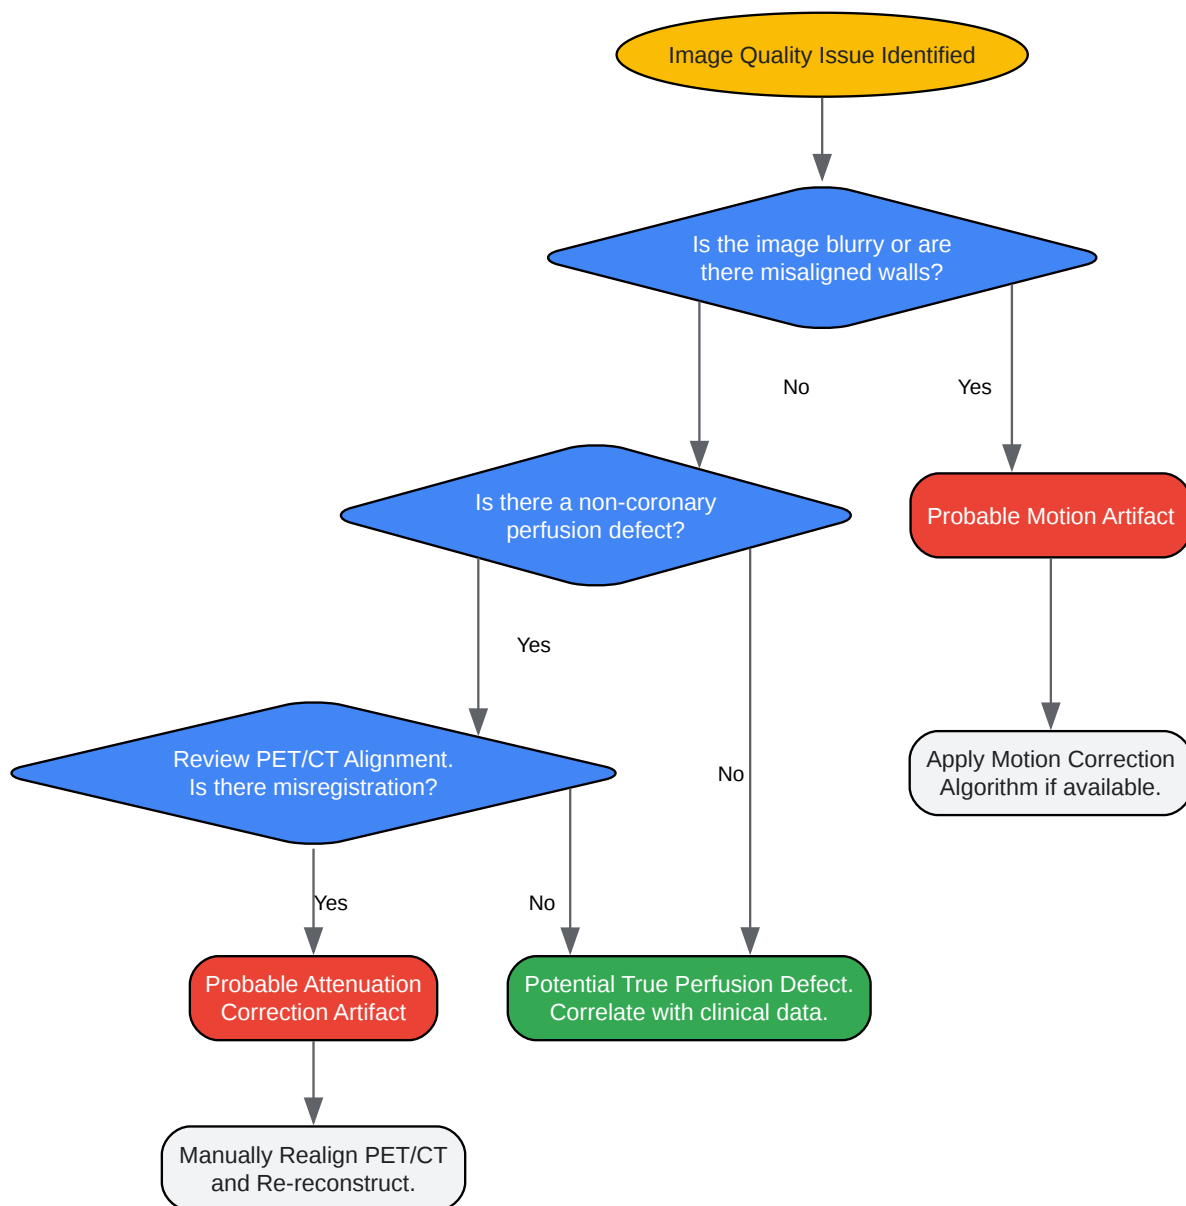 Image Quality Issue Identified
Is the image blurry or are
there misaligned walls?
No
Yes
Is there a non-coronary
perfusion defect?
Probable Motion Artifact
Yes
Review PET/CT Alignment.
Is there misregistration?
No
Apply Motion Correction
Algorithm if available.
Yes
No
Probable Attenuation
Correction Artifact
Potential True Perfusion Defect.
Correlate with clinical data.
Manually Realign PET/CT
and Re-reconstruct.